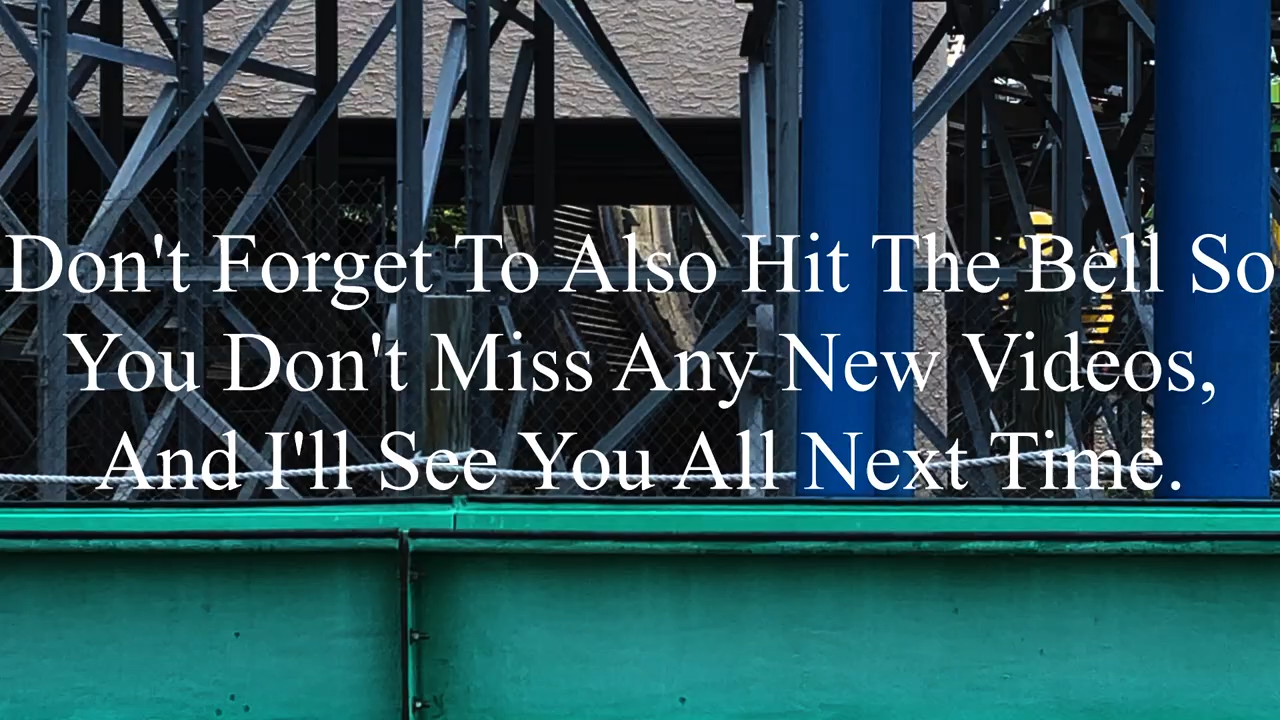 Don't Forget To Also Hit The Bell So
You Don't Miss Any New Videos,
And I'll See You All Next Time.